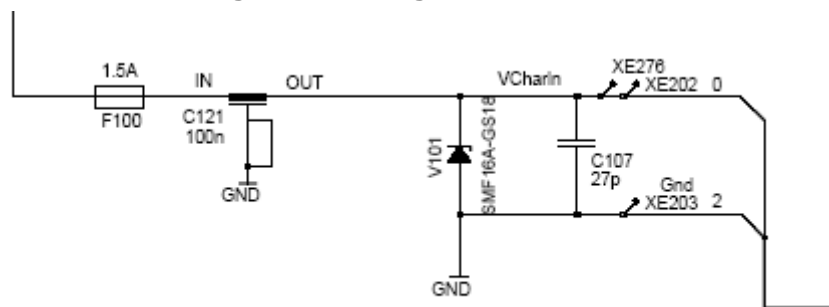 1.5A
F100
IN
OUT
C121
100n
GND
VCharIn
XE276
XE202 0
V101
SMF16A-GS18
C107
27p
Gnd
XE203 2
GND